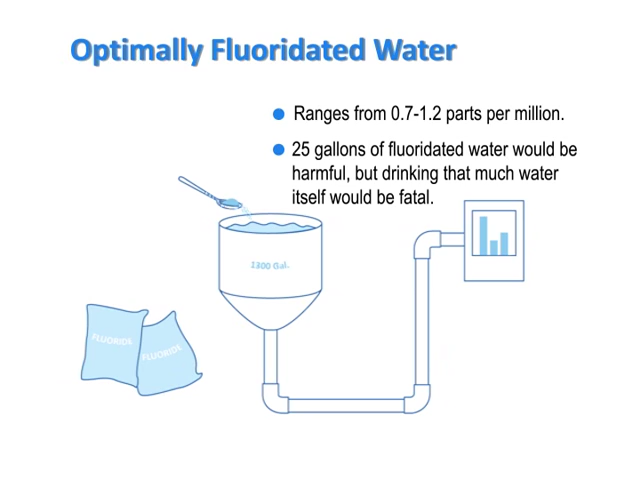 Optimally Fluoridated Water
Ranges from 0.7-1.2 parts per million.
25 gallons of fluoridated water would be
harmful, but drinking that much water
itself would be fatal.
1300 Gal.
FLUORIDE
FLUORIDE